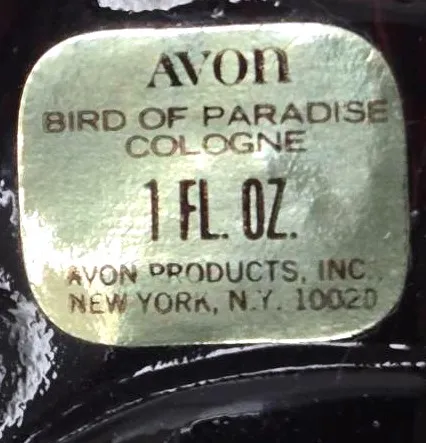 AVON
BIRD OF PARADISE
COLOGNE
1 FL. OZ.
AVON PRODUCTS, INC.
NEW YORK, N.Y. 10020